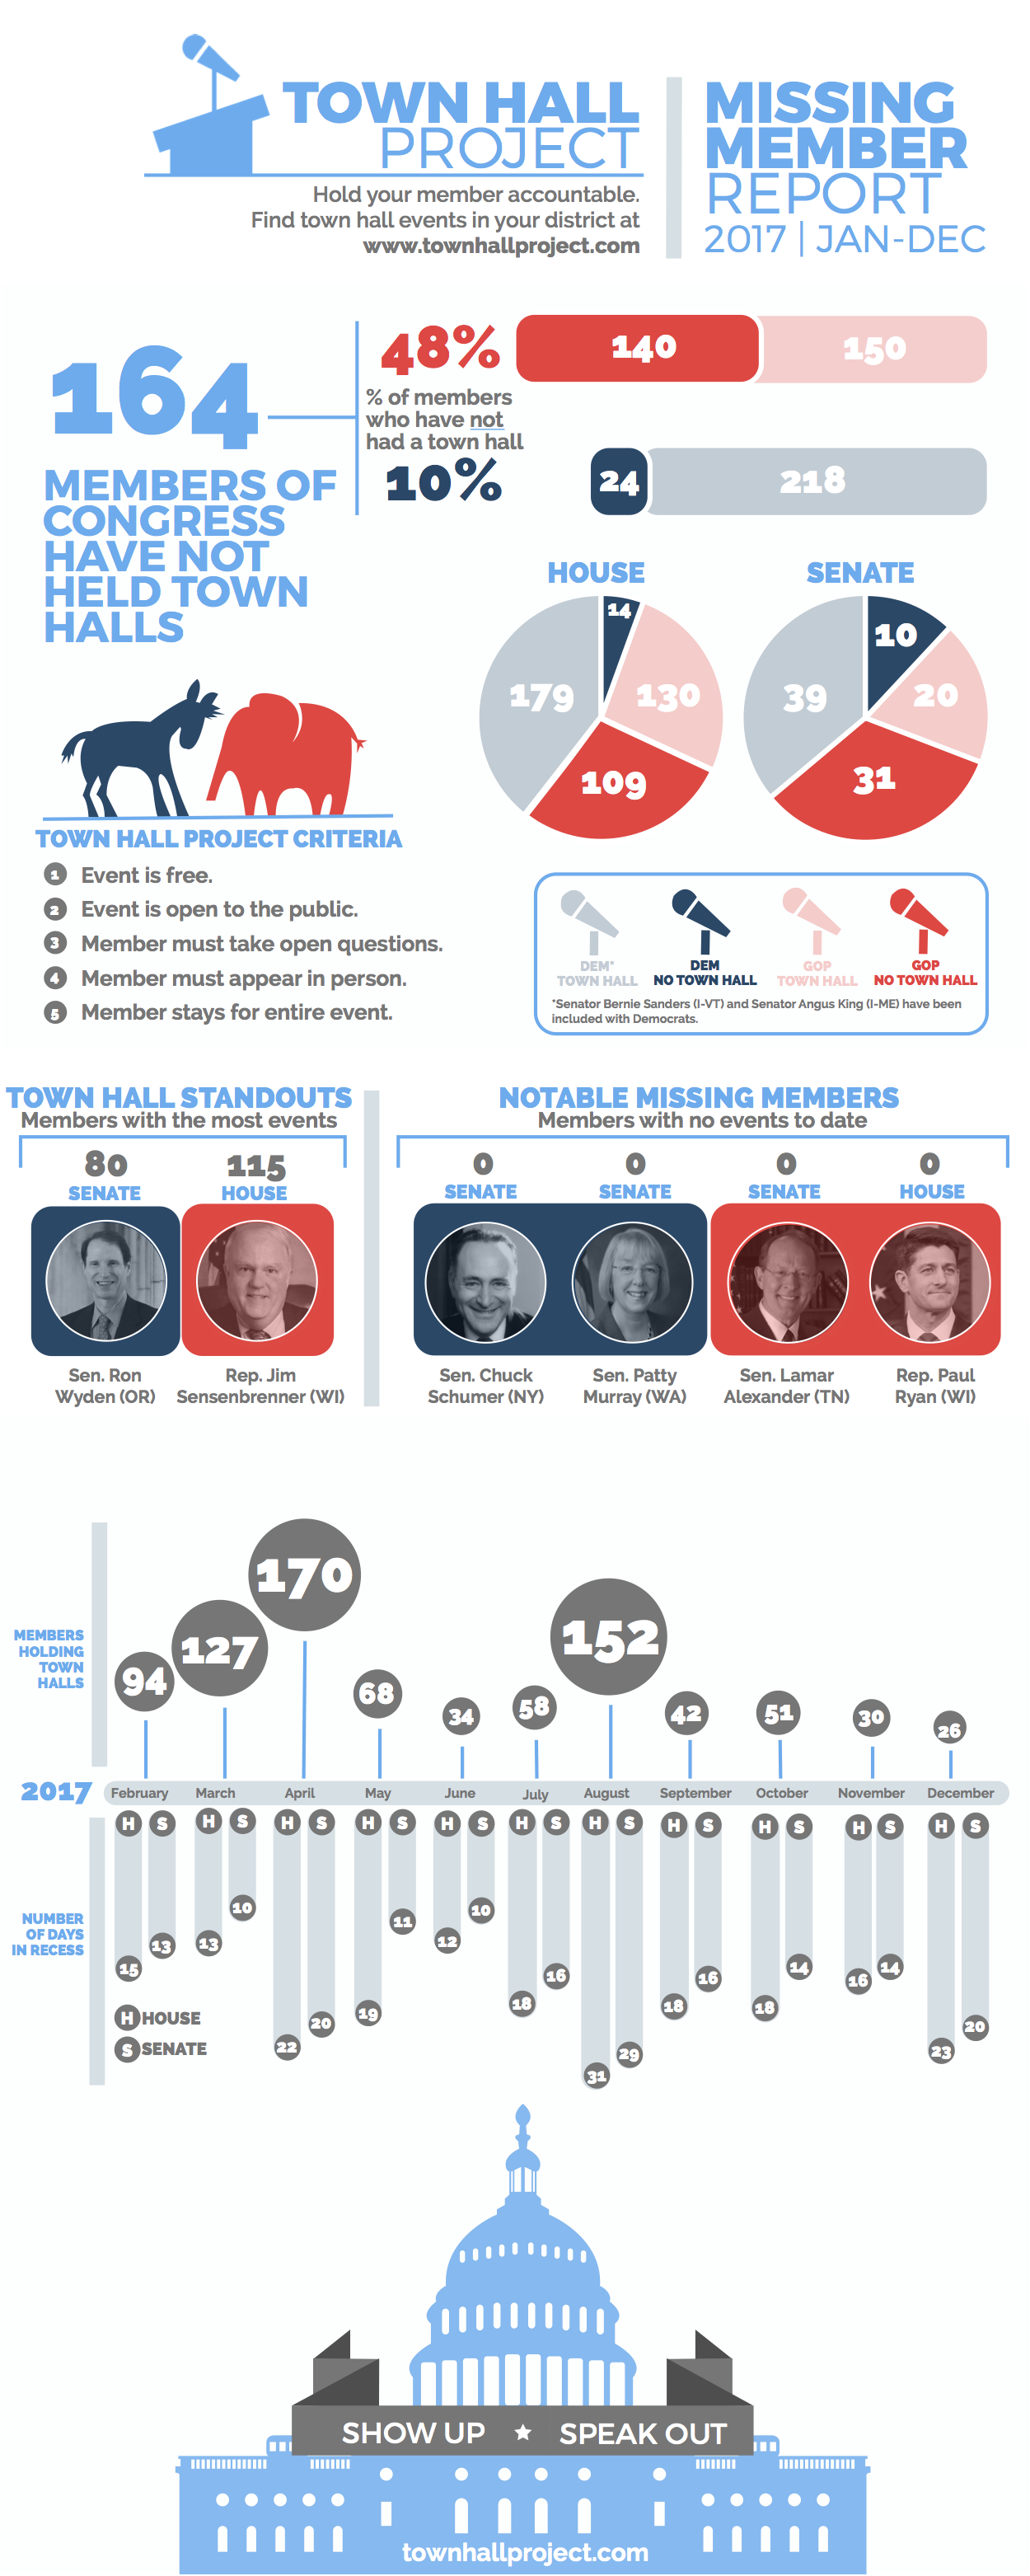 TOWN HALL
PROJECT
Hold your member accountable.
Find town hall events in your district at
www.townhallproject.com
MISSING
MEMBER
REPORT
2017 | JAN-DEC
164
MEMBERS OF
CONGRESS
HAVE NOT
HELD TOWN
HALLS
48%
140
150
% of members
who have not
had a town hall
10%
24
218
HOUSE
14
179
130
109
SENATE
10
39
20
31
TOWN HALL PROJECT CRITERIA
1 Event is free.
2 Event is open to the public.
3 Member must take open questions.
4 Member must appear in person.
5 Member stays for entire event.
DEM*
TOWN HALL
DEM
NO TOWN HALL
GOP
TOWN HALL
GOP
NO TOWN HALL
*Senator Bernie Sanders (I-VT) and Senator Angus King (I-ME) have been
included with Democrats.
TOWN HALL STANDOUTS
Members with the most events
80
SENATE
115
HOUSE
Sen. Ron
Wyden (OR)
Rep. Jim
Sensenbrenner (WI)
NOTABLE MISSING MEMBERS
Members with no events to date
0
SENATE
0
SENATE
0
SENATE
0
HOUSE
Sen. Chuck
Schumer (NY)
Sen. Patty
Murray (WA)
Sen. Lamar
Alexander (TN)
Rep. Paul
Ryan (WI)
MEMBERS
HOLDING
TOWN
HALLS
94 127 170 68 34 58 152 42 51 30 26
2017 February March April May June July August September October November December
H S H S H S H S H S H S H S H S H S H S H S
NUMBER
OF DAYS
IN RECESS
15 13 13 10 22 20 19 11 12 10 18 16 31 29 18 16 18 14 16 14 23 20
H HOUSE
S SENATE
SHOW UP ★ SPEAK OUT
townhallproject.com